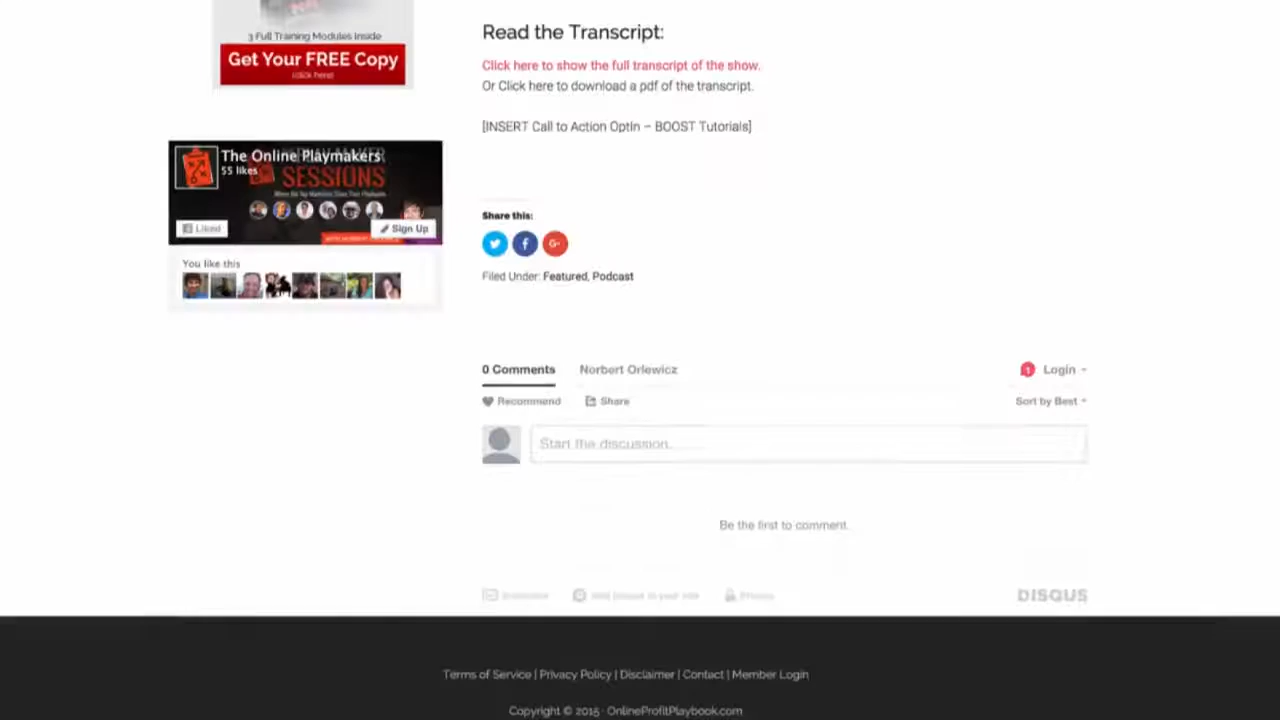 3 Full Training Modules Inside
Get Your FREE Copy
(click here)
The Online Playmakers
55 likes
SESSIONS
Liked
Sign Up
You like this
Read the Transcript:
Click here to show the full transcript of the show.
Or Click here to download a pdf of the transcript.
[INSERT Call to Action OptIn – BOOST Tutorials]
Share this:
G+
Filed Under: Featured, Podcast
0 Comments
Norbert Orlewicz
1
Login
Recommend
Share
Sort by Best
Start the discussion...
Be the first to comment.
Privacy
DISQUS
Terms of Service | Privacy Policy | Disclaimer | Contact | Member Login
Copyright © 2015 · OnlineProfitPlaybook.com